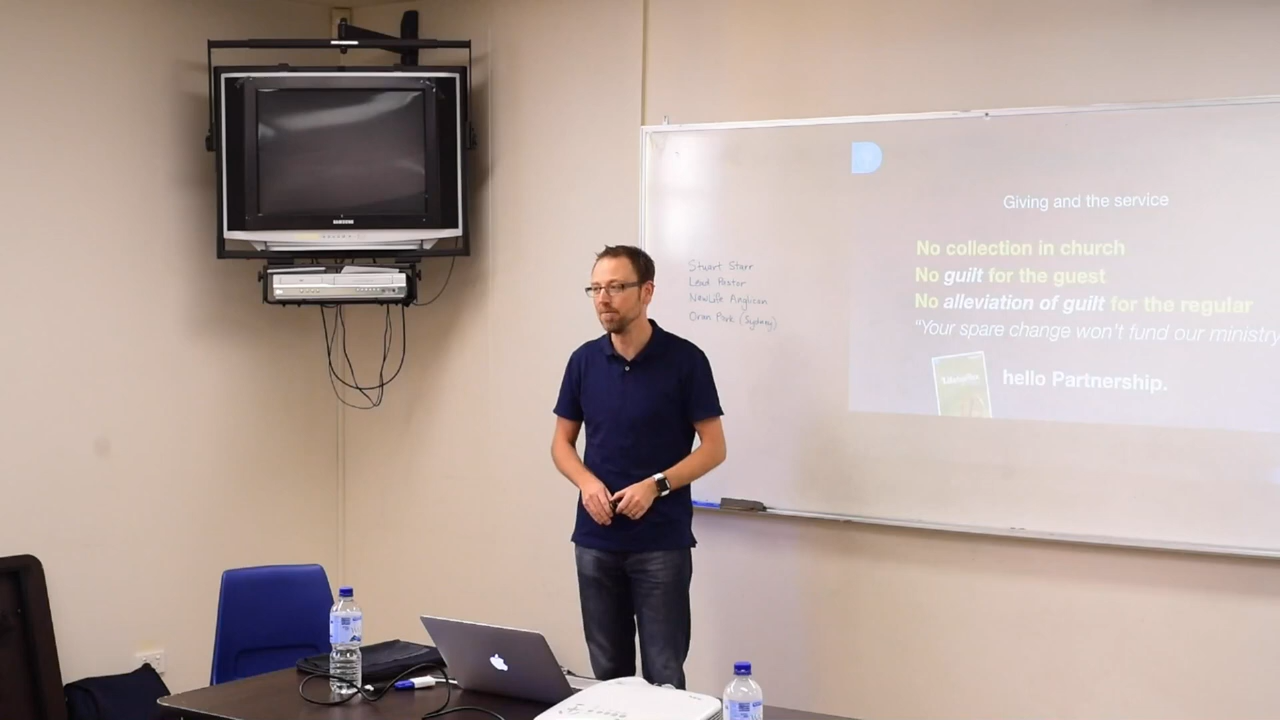 SAMSUNG
Stuart Starr
Lead Pastor
NewLife Anglican
Oran Park (Sydney)
Giving and the service
No collection in church
No guilt for the guest
No alleviation of guilt for the regular
“Your spare change won’t fund our ministry
hello Partnership.